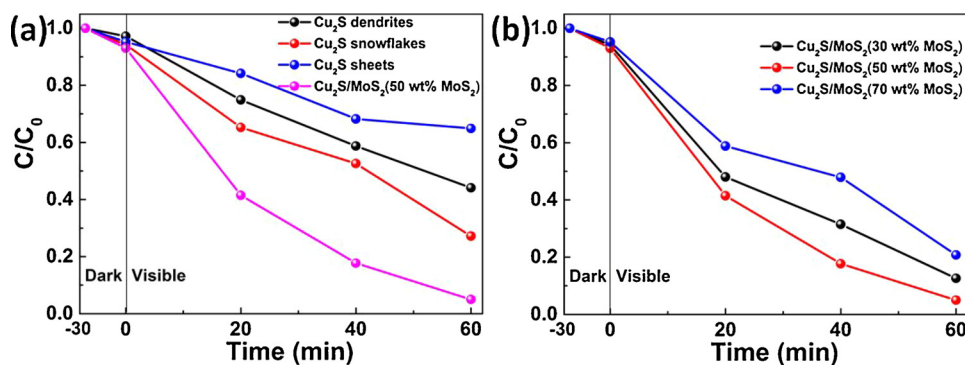 (a)
Cu₂S dendrites
Cu₂S snowflakes
Cu₂S sheets
Cu₂S/MoS₂(50 wt% MoS₂)
C/C₀
1.0
0.8
0.6
0.4
0.2
0.0
Dark
Visible
-30
0
20
40
60
Time (min)
(b)
Cu₂S/MoS₂(30 wt% MoS₂)
Cu₂S/MoS₂(50 wt% MoS₂)
Cu₂S/MoS₂(70 wt% MoS₂)
C/C₀
1.0
0.8
0.6
0.4
0.2
0.0
Dark
Visible
-30
0
20
40
60
Time (min)